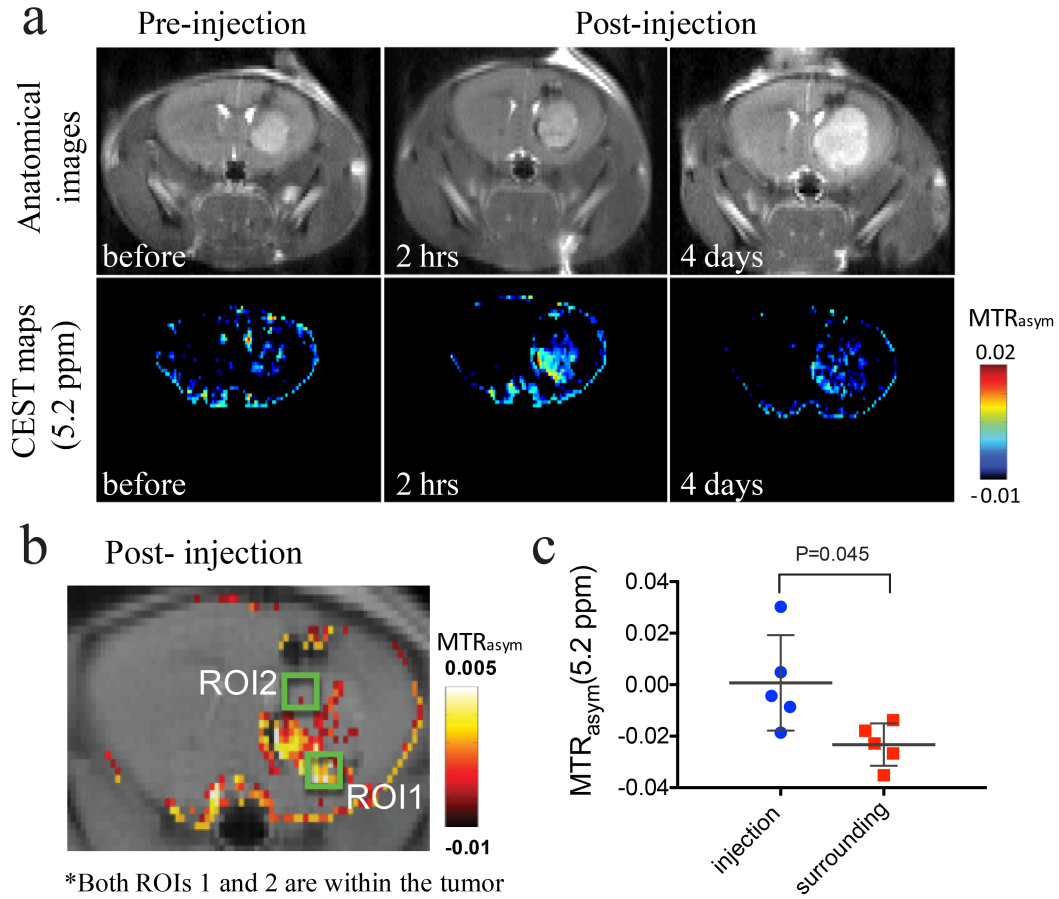 a
Pre-injection
Post-injection
Anatomical
images
before
2 hrs
4 days
CEST maps
(5.2 ppm)
before
2 hrs
4 days
MTRasym
0.02
-0.01
b
Post- injection
ROI2
ROI1
MTRasym
0.005
-0.01
*Both ROIs 1 and 2 are within the tumor
c
P=0.045
MTRasym(5.2 ppm)
0.04
0.02
0.00
-0.02
-0.04
injection
surrounding